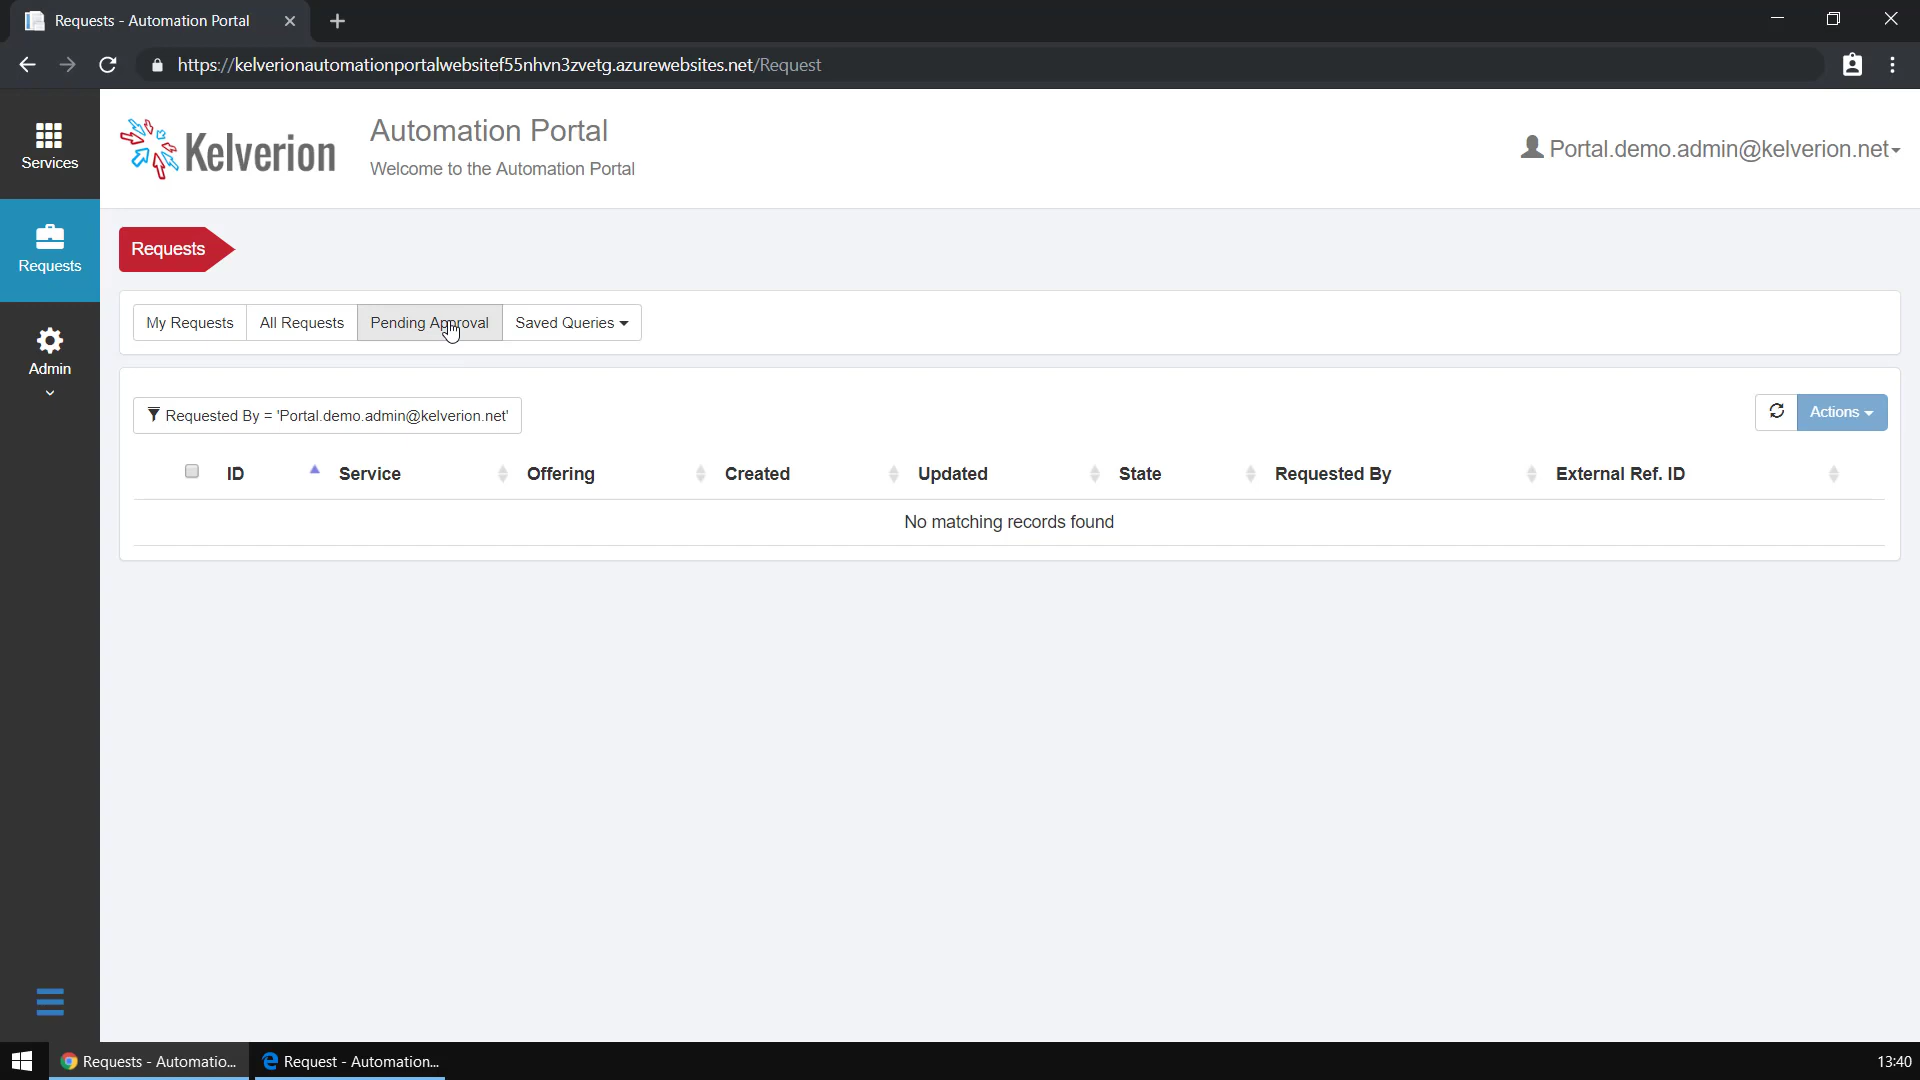 Requests - Automation Portal
https://kelverionautomationportalwebsitef55nhvn3zvetg.azurewebsites.net/Request
Services
Requests
Admin
Kelverion
Automation Portal
Welcome to the Automation Portal
Portal.demo.admin@kelverion.net
Requests
My Requests All Requests Pending Approval Saved Queries
Requested By = 'Portal.demo.admin@kelverion.net'
Actions
ID Service Offering Created Updated State Requested By External Ref. ID
No matching records found
Requests - Automatio... Request - Automation... 13:40